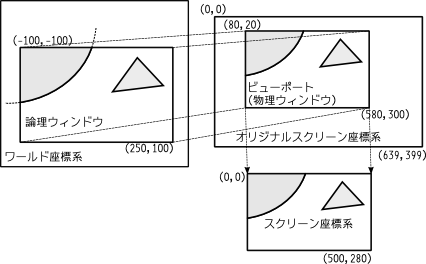 (0, 0)
(80, 20)
(-100, -100)
論理ウィンドウ
(250, 100)
ワールド座標系
ビューポート
(物理ウィンドウ)
(580, 300)
オリジナルスクリーン座標系
(639, 399)
(0, 0)
スクリーン座標系
(500, 280)